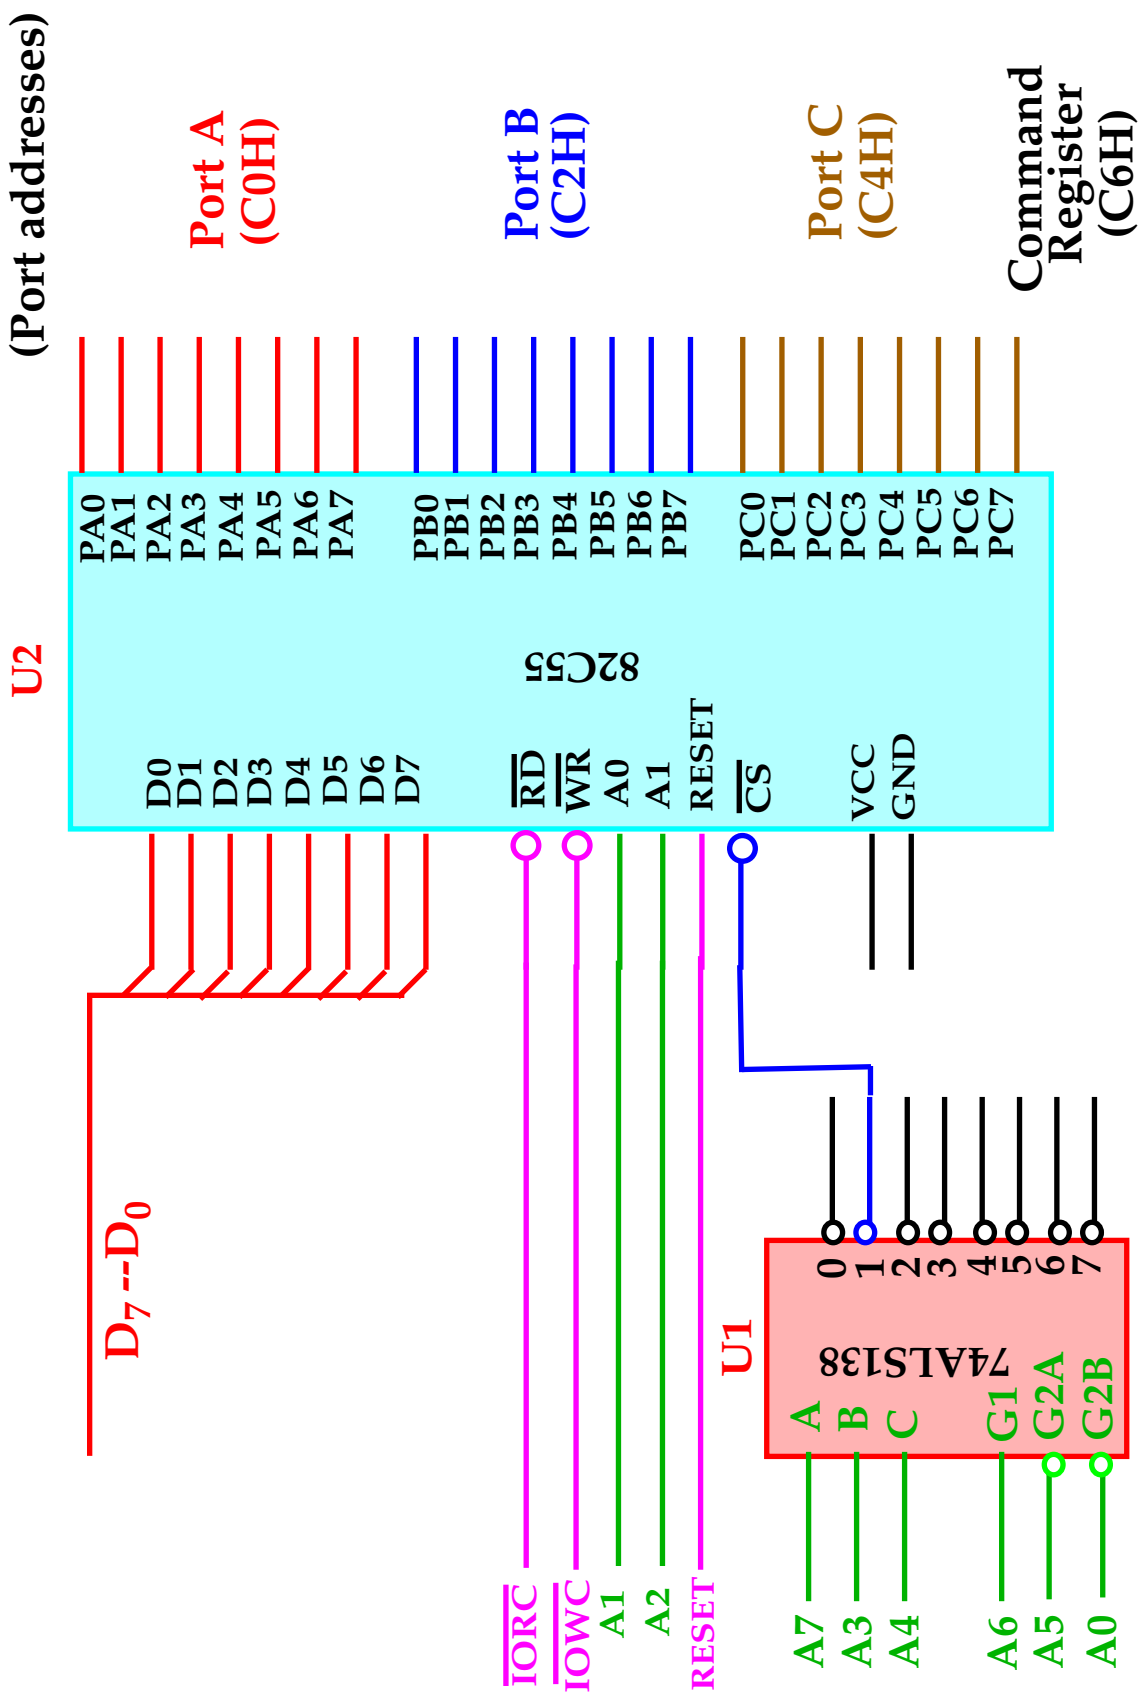 (Port addresses)
Port A
(C0H)
Port B
(C2H)
Port C
(C4H)
Command
Register
(C6H)
U2
PA0
PA1
PA2
PA3
PA4
PA5
PA6
PA7
PB0
PB1
PB2
PB3
PB4
PB5
PB6
PB7
PC0
PC1
PC2
PC3
PC4
PC5
PC6
PC7
82C55
D0
D1
D2
D3
D4
D5
D6
D7
RD
WR
A0
A1
RESET
CS
VCC
GND
D7 --D0
U1
0
1
2
3
4
5
6
7
74ALS138
A
B
C
G1
G2A
G2B
IORC
IOWC
A1
A2
RESET
A7
A3
A4
A6
A5
A0